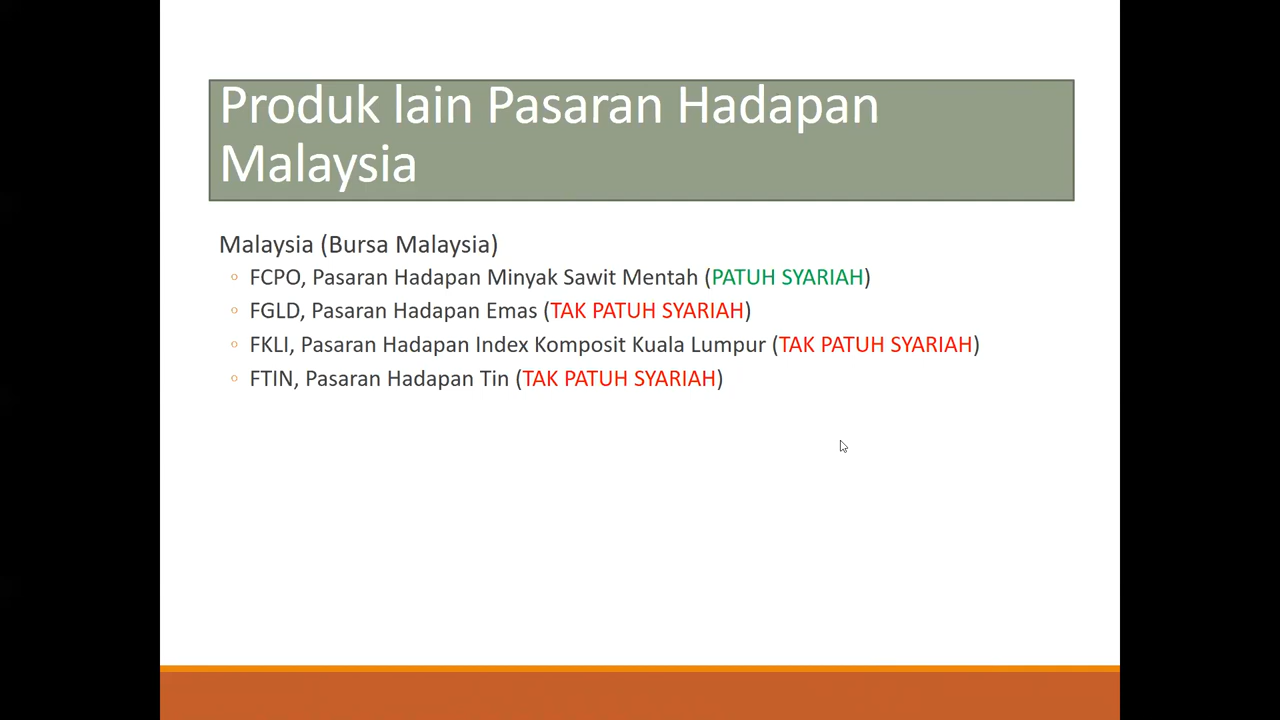 Produk lain Pasaran Hadapan
Malaysia
Malaysia (Bursa Malaysia)
FCPO, Pasaran Hadapan Minyak Sawit Mentah (PATUH SYARIAH)
FGLD, Pasaran Hadapan Emas (TAK PATUH SYARIAH)
FKLI, Pasaran Hadapan Index Komposit Kuala Lumpur (TAK PATUH SYARIAH)
FTIN, Pasaran Hadapan Tin (TAK PATUH SYARIAH)